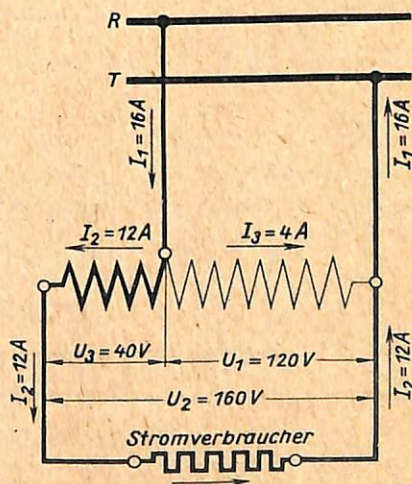 R
T
I₁=16A
I₁=16A
I₂=12A
I₃=4A
U₃=40V
U₁=120V
U₂=160V
I₂=12A
I₂=12A
Stromverbraucher